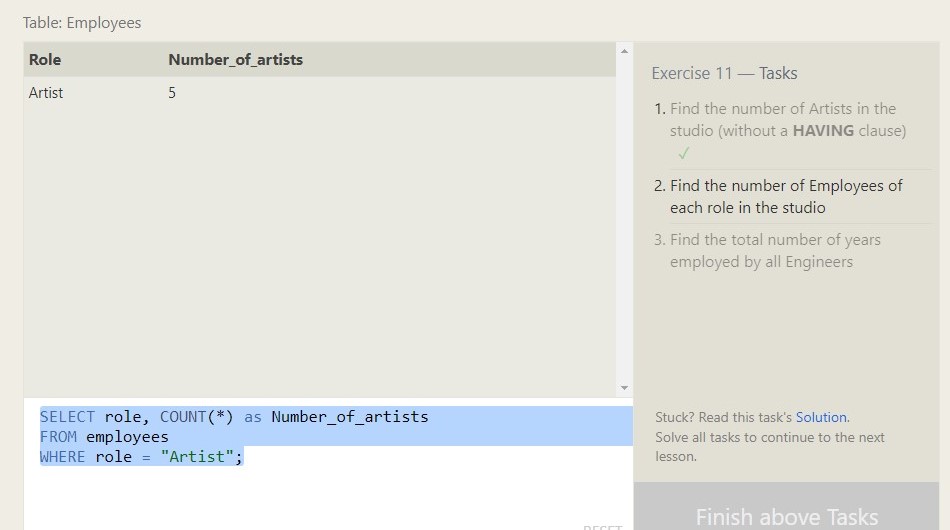 Table: Employees
Role Number_of_artists
Artist 5
SELECT role, COUNT(*) as Number_of_artists
FROM employees
WHERE role = "Artist";
RESET
Exercise 11 — Tasks
1. Find the number of Artists in the
studio (without a HAVING clause)
✓
2. Find the number of Employees of
each role in the studio
3. Find the total number of years
employed by all Engineers
Stuck? Read this task's Solution.
Solve all tasks to continue to the next
lesson.
Finish above Tasks